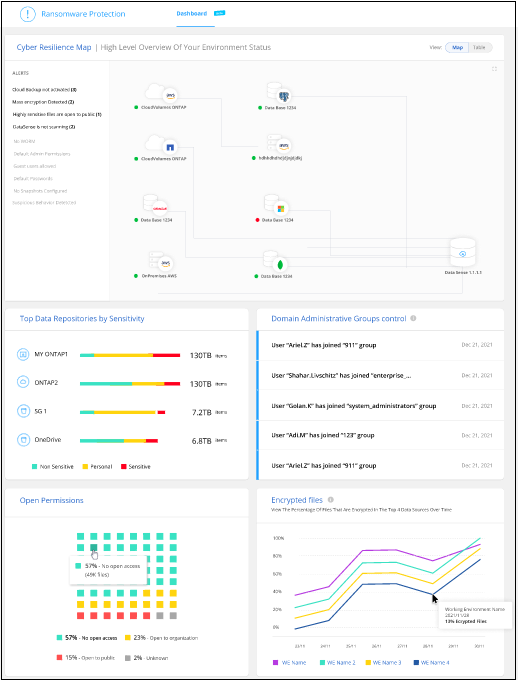 Ransomware Protection
Dashboard
Cyber Resilience Map | High Level Overview Of Your Environment Status
View: Map Table
ALERTS
Cloud Backup not activated (3)
Mass encryption Detected (2)
Highly sensitive files are open to public (1)
DataSense is not scanning (2)
No WORM
Default Admin Permissions
Guest users allowed
Default Passwords
No Snapshots Configured
Suspicious Behavior Detected
aws
CloudVolumes ONTAP
Data Base 1234
CloudVolumes ONTAP
aws
ORACLE
Data Base 1234
Data Base 1234
Data Sense 1.1.1.1
aws
OnPremises AWS
Data Base 1234
Top Data Repositories by Sensitivity
MY ONTAP1 130TB items
ONTAP2 130TB items
SG 1 7.2TB items
OneDrive 6.8TB items
Non Sensitive Personal Sensitive
Domain Administrative Groups control
User "Ariel.Z" has joined "911" group Dec 21, 2021
User "Shahar.Livschitz" has joined "enterprise_... Dec 21, 2021
User "Golan.K" has joined "system_administrators" group Dec 21, 2021
User "Adi.M" has joined "123" group Dec 21, 2021
User "Ariel.Z" has joined "911" group Dec 21, 2021
Open Permissions
57% - No open access
(49K files)
57% - No open access 23% - Open to organization
15% - Open to public 2% - Unknown
Encrypted files
View The Percentage Of Files That Are Encrypted In The Top 4 Data Sources Over Time
100%
80%
60%
40%
20%
0%
Working Environment Name
2021/11/28
13% Encrypted Files
WE Name WE Name 2 WE Name 3 WE Name 4